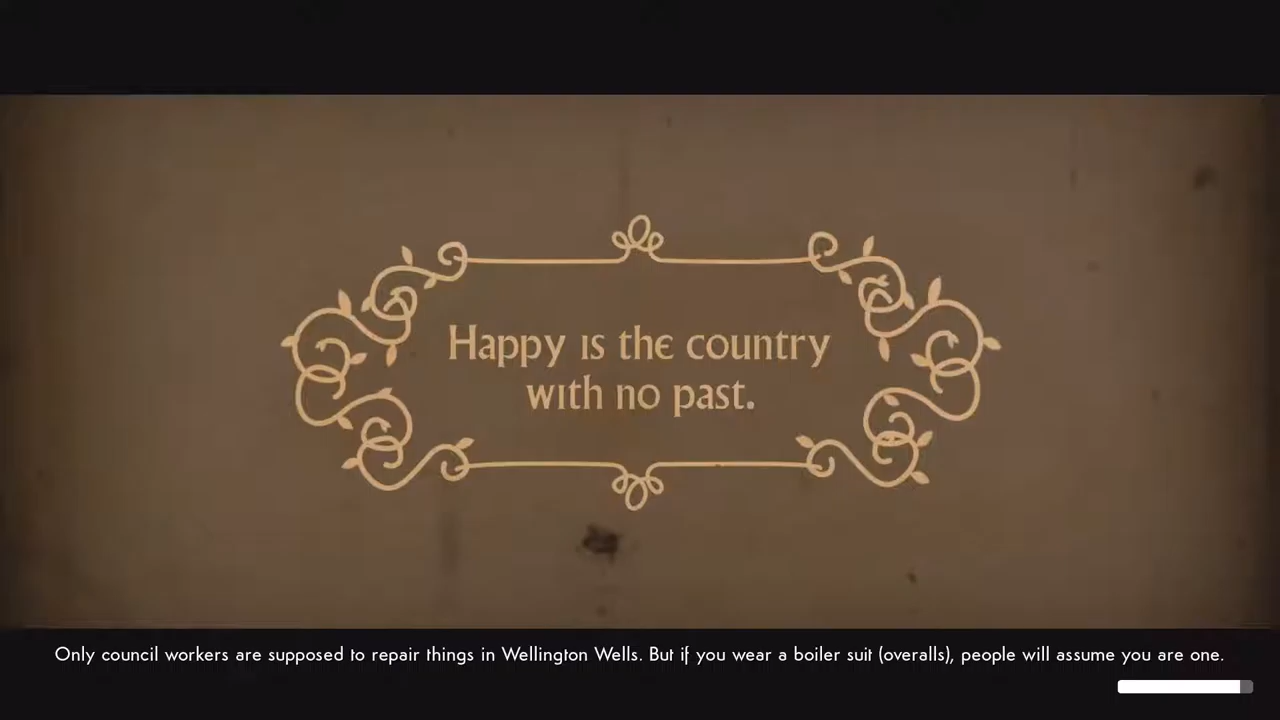 Happy is the country
with no past.
Only council workers are supposed to repair things in Wellington Wells. But if you wear a boiler suit (overalls), people will assume you are one.